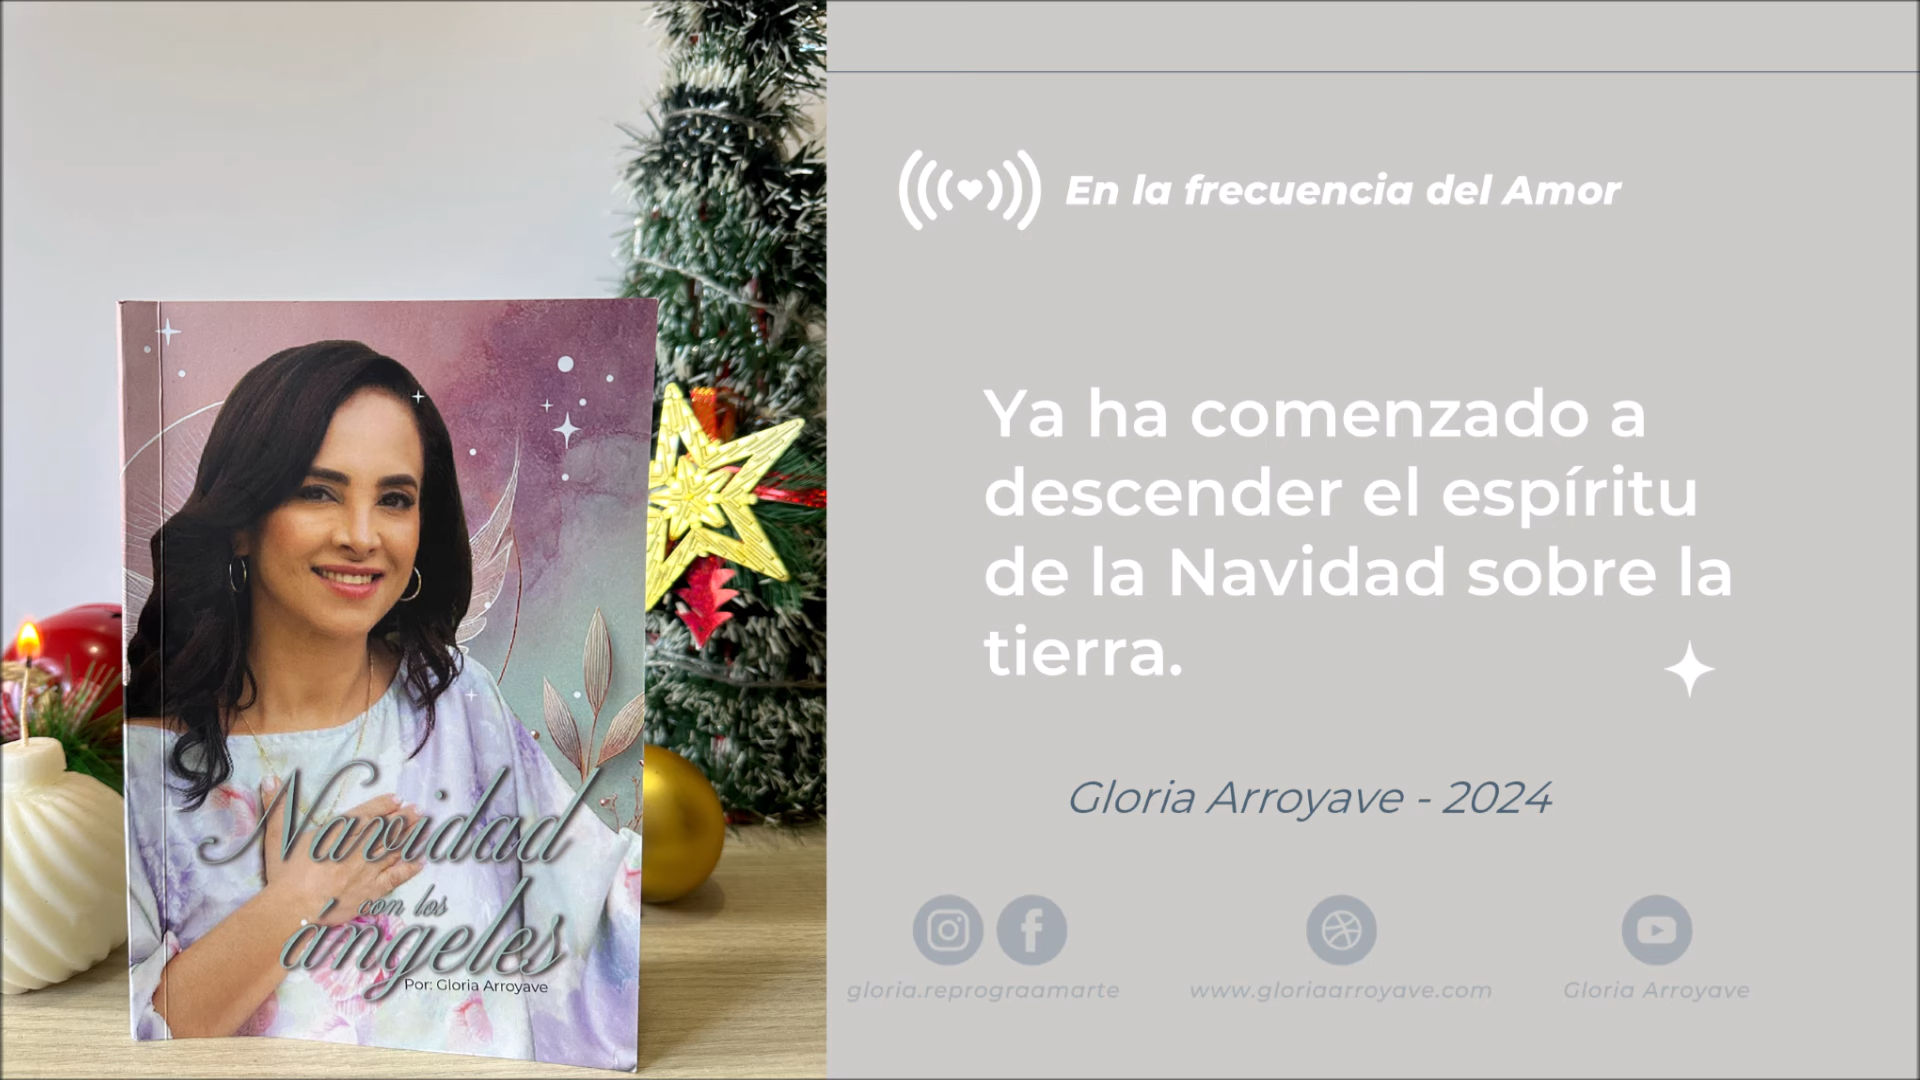 Navidad
con los
ángeles
Por: Gloria Arroyave
En la frecuencia del Amor
Ya ha comenzado a
descender el espíritu
de la Navidad sobre la
tierra.
Gloria Arroyave - 2024
gloria.reprograamarte
www.gloriaarroyave.com
Gloria Arroyave